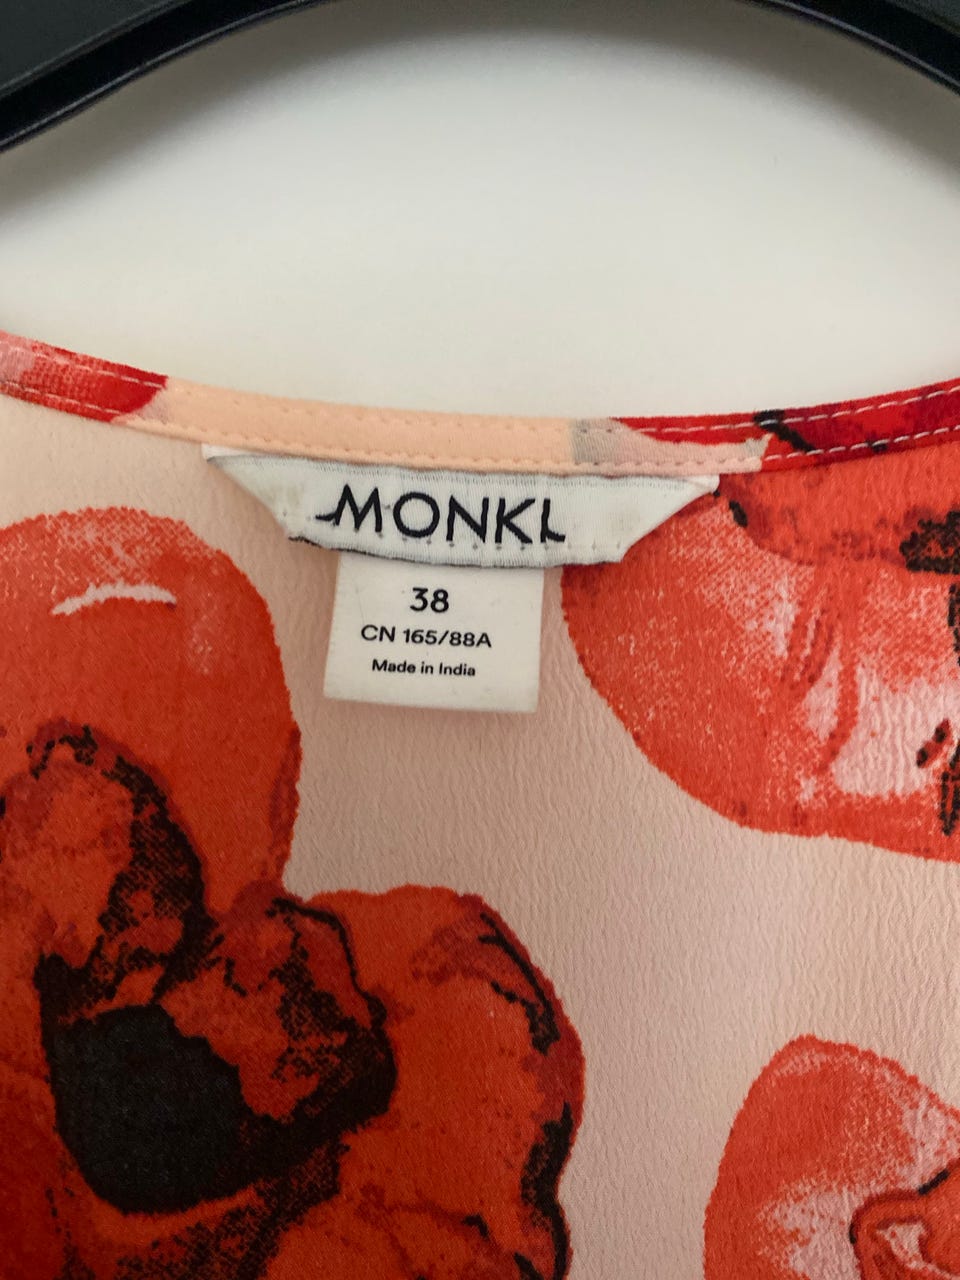 MONKI
38
CN 165/88A
Made in India